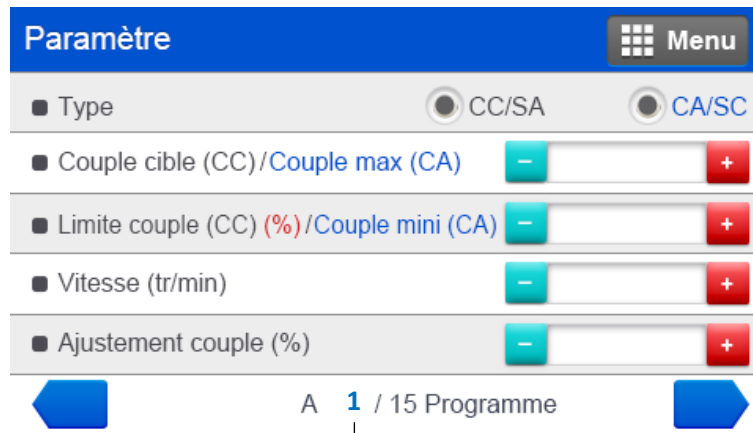 Paramètre Menu
Type CC/SA CA/SC
Couple cible (CC)/Couple max (CA) - +
Limite couple (CC) (%)/Couple mini (CA) - +
Vitesse (tr/min) - +
Ajustement couple (%) - +
A 1 / 15 Programme